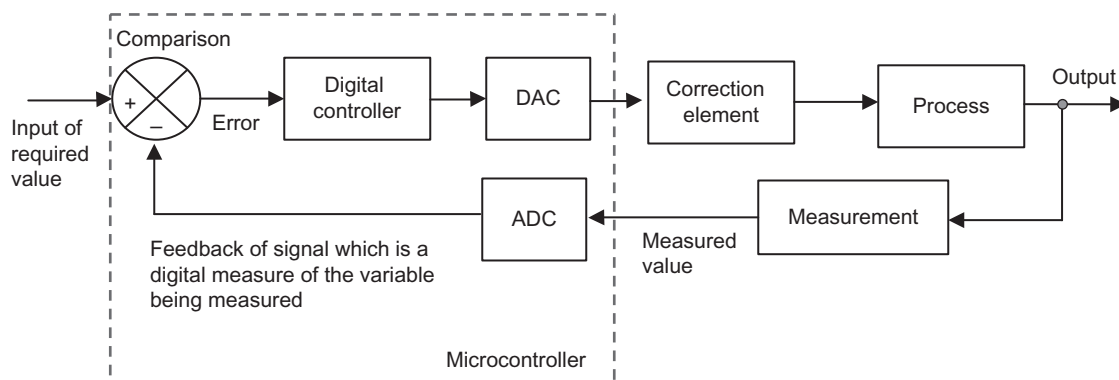 Comparison
+
−
Input of
required
value
Error
Digital
controller
DAC
Correction
element
Process
Output
ADC
Measurement
Measured
value
Feedback of signal which is a
digital measure of the variable
being measured
Microcontroller